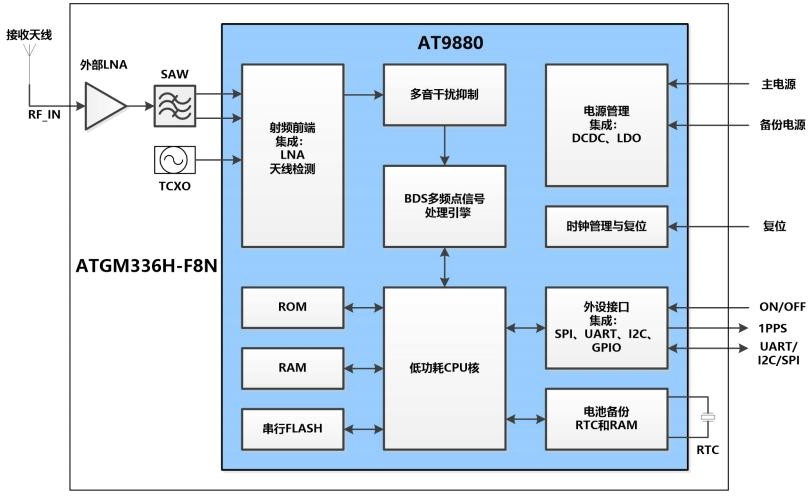 接收天线
外部LNA
RF_IN
SAW
TCXO
ATGM336H-F8N
AT9880
射频前端
集成：
LNA
天线检测
多音干扰抑制
BDS多频点信号
处理引擎
电源管理
集成：
DCDC、LDO
主电源
备份电源
时钟管理与复位
复位
ROM
RAM
串行FLASH
低功耗CPU核
外设接口
集成：
SPI、UART、I2C、
GPIO
ON/OFF
1PPS
UART/
I2C/SPI
电池备份
RTC和RAM
RTC